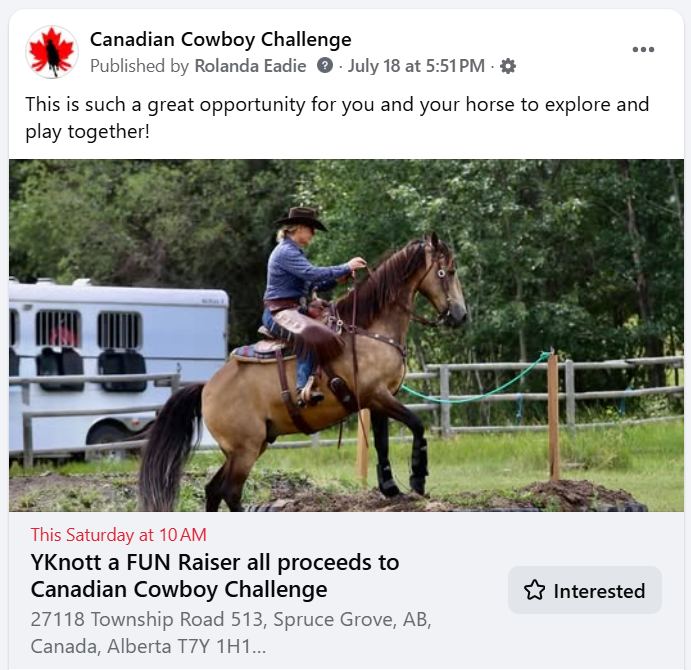 Canadian Cowboy Challenge
Published by Rolanda Eadie · July 18 at 5:51 PM ·
This is such a great opportunity for you and your horse to explore and
play together!
This Saturday at 10 AM
YKnott a FUN Raiser all proceeds to
Canadian Cowboy Challenge
Interested
27118 Township Road 513, Spruce Grove, AB,
Canada, Alberta T7Y 1H1...